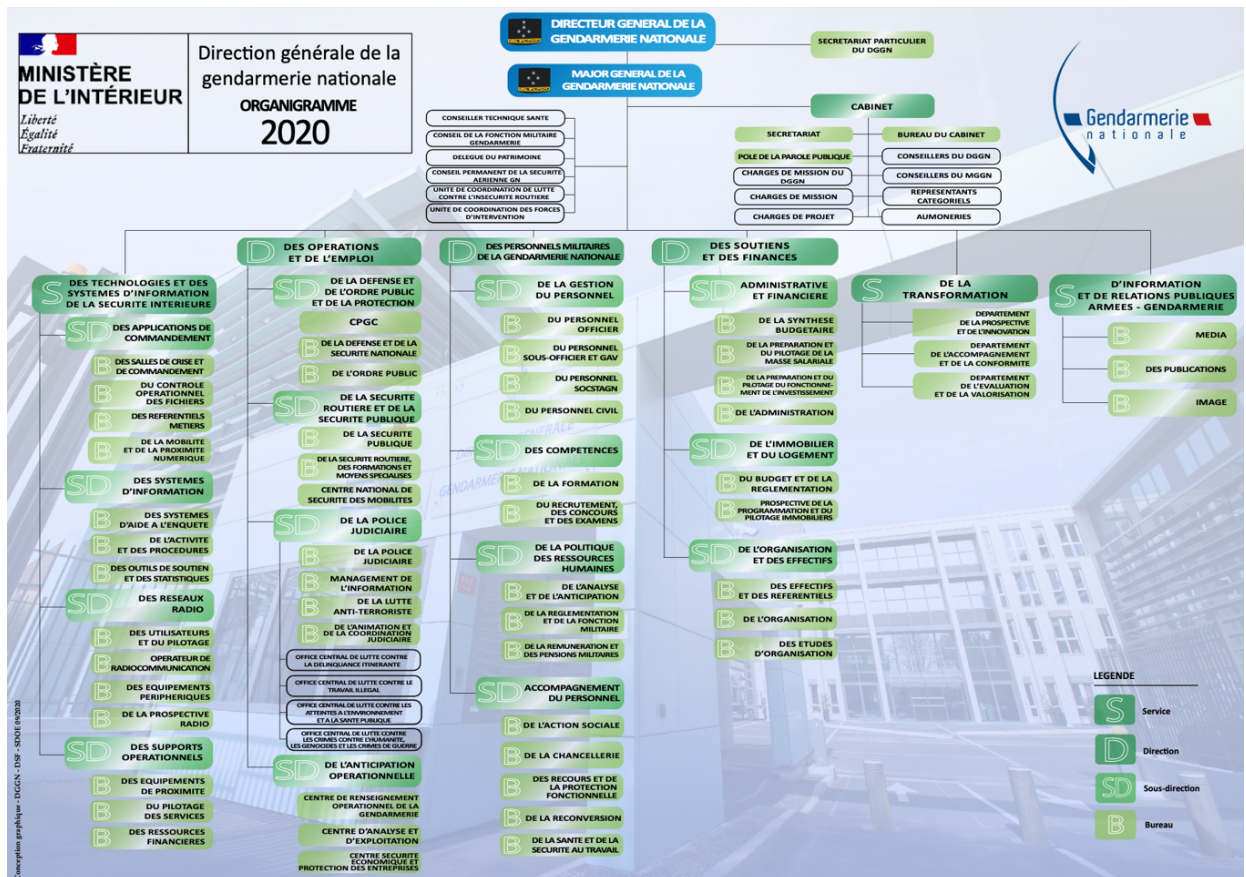 MINISTÈRE
DE L'INTÉRIEUR
Liberté
Égalité
Fraternité
Direction générale de la
gendarmerie nationale
ORGANIGRAMME
2020
DIRECTEUR GENERAL DE LA
GENDARMERIE NATIONALE
SECRETARIAT PARTICULIER
DU DGGN
MAJOR GENERAL DE LA
GENDARMERIE NATIONALE
Gendarmerie
nationale
CONSEILLER TECHNIQUE SANTE
CONSEIL DE LA FONCTION MILITAIRE
GENDARMERIE
DELEGUE DU PATRIMOINE
CONSEIL PERMANENT DE LA SECURITE
AERIENNE GN
UNITE DE COORDINATION DE LUTTE
CONTRE L'INSECURITE ROUTIERE
UNITE DE COORDINATION DES FORCES
D'INTERVENTION
CABINET
SECRETARIAT
POLE DE LA PAROLE PUBLIQUE
CHARGES DE MISSION DU
DGGN
CHARGES DE MISSION
CHARGES DE PROJET
BUREAU DU CABINET
CONSEILLERS DU DGGN
CONSEILLERS DU MGGN
REPRESENTANTS
CATEGORIELS
AUMONERIES
S DES TECHNOLOGIES ET DES
SYSTEMES D'INFORMATION
DE LA SECURITE INTERIEURE
SD DES APPLICATIONS DE
COMMANDEMENT
B DES SALLES DE CRISE ET
DE COMMANDEMENT
B DU CONTROLE
OPERATIONNEL
DES FICHIERS
B DES REFERENTIELS
METIERS
B DE LA MOBILITE
ET DE LA PROXIMITE
NUMERIQUE
SD DES SYSTEMES
D'INFORMATION
B DES SYSTEMES
D'AIDE A L'ENQUETE
B DE L'ACTIVITE
ET DES PROCEDURES
B DES OUTILS DE SOUTIEN
ET DES STATISTIQUES
SD DES RESEAUX
RADIO
B DES UTILISATEURS
ET DU PILOTAGE
B OPERATEUR DE
RADIOCOMMUNICATION
B DES EQUIPEMENTS
PERIPHERIQUES
B DE LA PROSPECTIVE
RADIO
SD DES SUPPORTS
OPERATIONNELS
B DES EQUIPEMENTS
DE PROXIMITE
B DU PILOTAGE DES
SERVICES
B DES RESSOURCES
FINANCIERES
D DES OPERATIONS
ET DE L'EMPLOI
SD DE LA DEFENSE ET
DE L'ORDRE PUBLIC
ET DE LA PROTECTION
CPGC
B DE LA DEFENSE ET DE LA
SECURITE NATIONALE
B DE L'ORDRE PUBLIC
SD DE LA SECURITE
ROUTIERE ET DE LA
SECURITE PUBLIQUE
B DE LA SECURITE
PUBLIQUE
B DE LA SECURITE ROUTIERE,
DES FORMATIONS ET
MOYENS SPECIALISES
CENTRE NATIONAL DE
SECURITE DES MOBILITES
SD DE LA POLICE
JUDICIAIRE
B DE LA POLICE
JUDICIAIRE
B MANAGEMENT DE
L'INFORMATION
B DE LA LUTTE
ANTI-TERRORISTE
B DE L'ANIMATION ET
DE LA COORDINATION
JUDICIAIRE
OFFICE CENTRAL DE LUTTE CONTRE
LA DELINQUANCE ITINERANTE
OFFICE CENTRAL DE LUTTE CONTRE LE
TRAVAIL ILLEGAL
OFFICE CENTRAL DE LUTTE CONTRE LES
ATTEINTES A L'ENVIRONNEMENT
ET A LA SANTE PUBLIQUE
OFFICE CENTRAL DE LUTTE CONTRE
LES CRIMES CONTRE L'HUMANITE,
LES GENOCIDES ET LES CRIMES DE GUERRE
SD DE L'ANTICIPATION
OPERATIONNELLE
CENTRE DE RENSEIGNEMENT
OPERATIONNEL DE LA
GENDARMERIE
CENTRE D'ANALYSE ET
D'EXPLOITATION
CENTRE SECURITE
ECONOMIQUE ET
PROTECTION DES ENTREPRISES
D DES PERSONNELS MILITAIRES
DE LA GENDARMERIE NATIONALE
SD DE LA GESTION
DU PERSONNEL
B DU PERSONNEL
OFFICIER
B DU PERSONNEL
SOUS-OFFICIER ET GAV
B DU PERSONNEL
SOCSTAGN
B DU PERSONNEL CIVIL
SD DES COMPETENCES
B DE LA FORMATION
B DU RECRUTEMENT,
DES CONCOURS
ET DES EXAMENS
SD DE LA POLITIQUE
DES RESSOURCES
HUMAINES
B DE L'ANALYSE
ET DE L'ANTICIPATION
B DE LA REGLEMENTATION
ET DE LA FONCTION
MILITAIRE
B DE LA REMUNERATION ET
DES PENSIONS MILITAIRES
SD ACCOMPAGNEMENT
DU PERSONNEL
B DE L'ACTION SOCIALE
B DE LA CHANCELLERIE
B DES RECOURS ET DE
LA PROTECTION
FONCTIONNELLE
B DE LA RECONVERSION
B DE LA SANTE ET DE LA
SECURITE AU TRAVAIL
D DES SOUTIENS
ET DES FINANCES
SD ADMINISTRATIVE
ET FINANCIERE
B DE LA SYNTHESE
BUDGETAIRE
B DE LA PREPARATION ET
DU PILOTAGE DE LA
MASSE SALARIALE
B DE LA PREPARATION ET DU
PILOTAGE DU FONCTIONNE-
MENT DE L'INVESTISSEMENT
B DE L'ADMINISTRATION
SD DE L'IMMOBILIER
ET DU LOGEMENT
B DU BUDGET ET DE LA
REGLEMENTATION
B PROSPECTIVE DE LA
PROGRAMMATION ET DU
PILOTAGE IMMOBILIERS
SD DE L'ORGANISATION
ET DES EFFECTIFS
B DES EFFECTIFS
ET DES REFERENTIELS
B DE L'ORGANISATION
B DES ETUDES
D'ORGANISATION
S DE LA
TRANSFORMATION
DEPARTEMENT
DE LA PROSPECTIVE
ET DE L'INNOVATION
DEPARTEMENT
DE L'ACCOMPAGNEMENT
ET DE LA CONFORMITE
DEPARTEMENT
DE L'EVALUATION
ET DE LA VALORISATION
S D'INFORMATION
ET DE RELATIONS PUBLIQUES
ARMEES - GENDARMERIE
B MEDIA
B DES PUBLICATIONS
B IMAGE
LEGENDE
S Service
D Direction
SD Sous-direction
B Bureau
Conception graphique - DGGN - DSF - SDOE 09/2020
GENDARMERIE NATIONALE